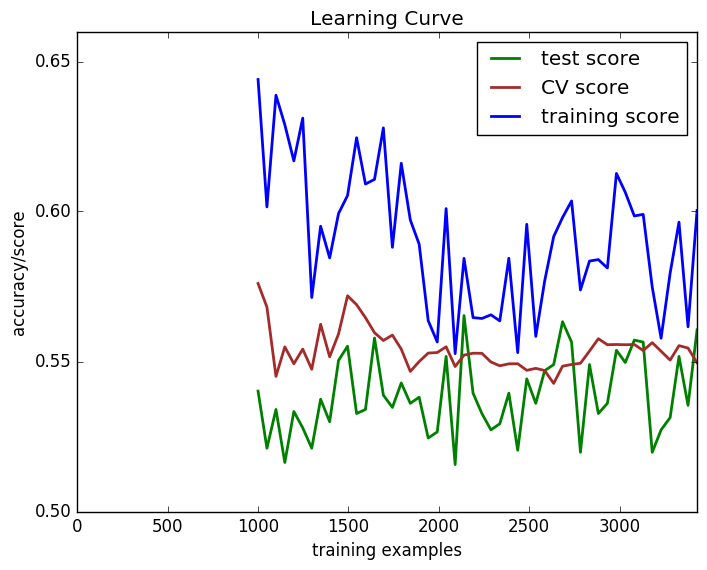 Learning Curve
test score
CV score
training score
accuracy/score
0.65
0.60
0.55
0.50
0 500 1000 1500 2000 2500 3000
training examples